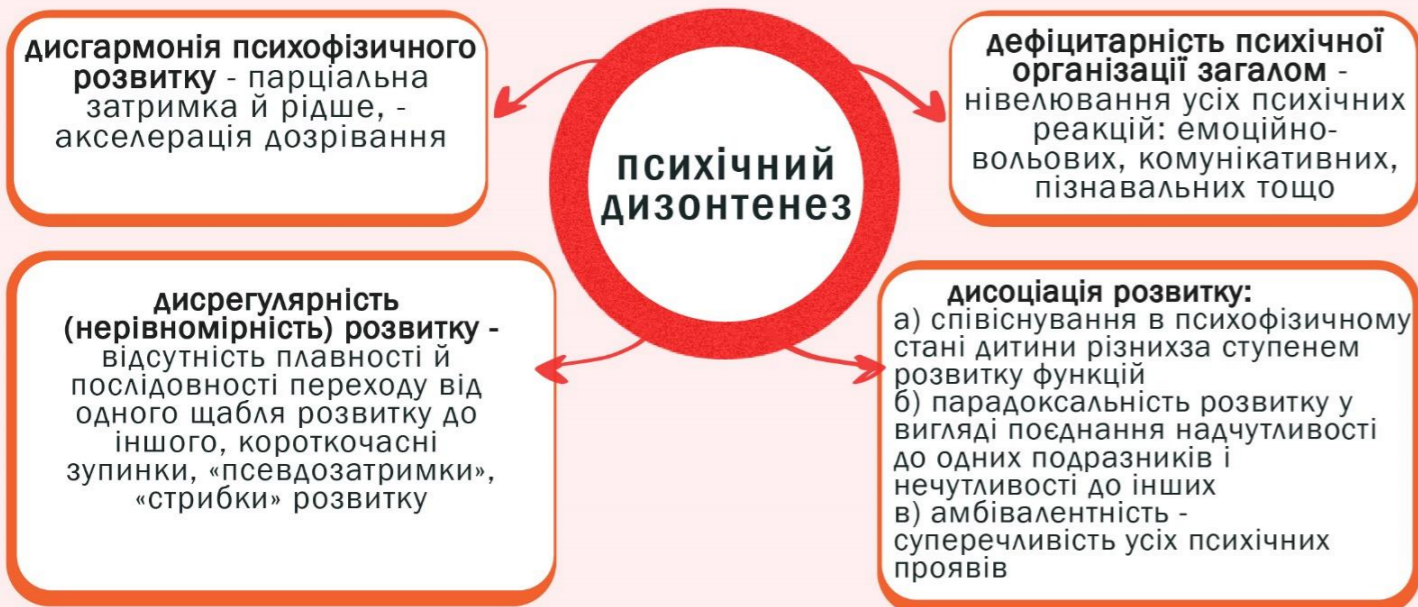 дисгармонія психофізичного
розвитку - парціальна
затримка й рідше, -
акселерація дозрівання
дефіцитарність психічної
організації загалом -
нівелювання усіх психічних
реакцій: емоційно-
вольових, комунікативних,
пізнавальних тощо
психічний
дизонтенез
дисрегулярність
(нерівномірність) розвитку -
відсутність плавності й
послідовності переходу від
одного щабля розвитку до
іншого, короткочасні
зупинки, «псевдозатримки»,
«стрибки» розвитку
дисоціація розвитку:
а) співіснування в психофізичному
стані дитини різнихза ступенем
розвитку функцій
б) парадоксальність розвитку у
вигляді поєднання надчутливості
до одних подразників і
нечутливості до інших
в) амбівалентність -
суперечливість усіх психічних
проявів